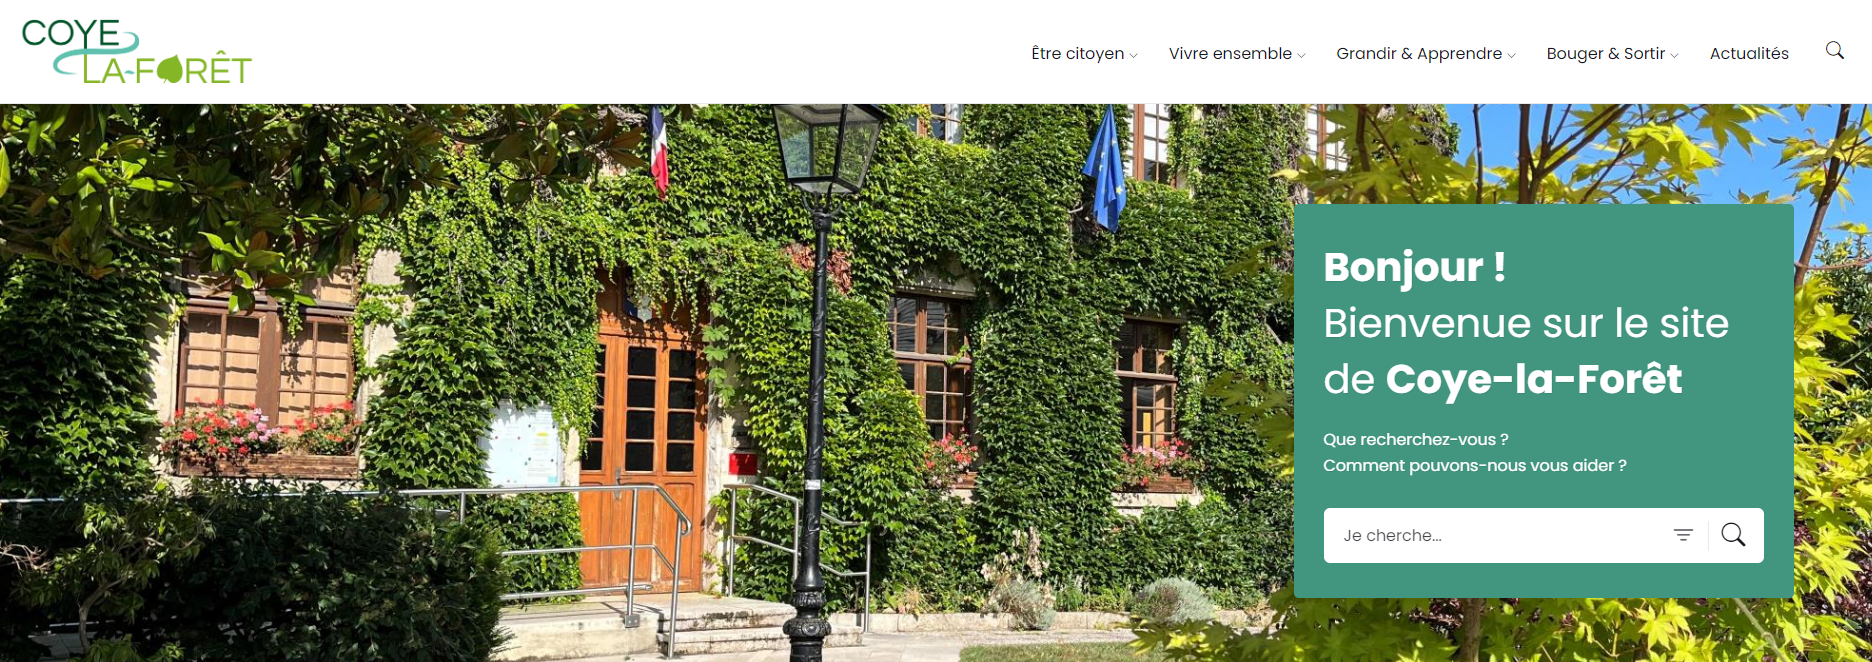 COYE
LA-FORÊT
Être citoyen
Vivre ensemble
Grandir & Apprendre
Bouger & Sortir
Actualités
Bonjour !
Bienvenue sur le site
de Coye-la-Forêt
Que recherchez-vous ?
Comment pouvons-nous vous aider ?
Je cherche...